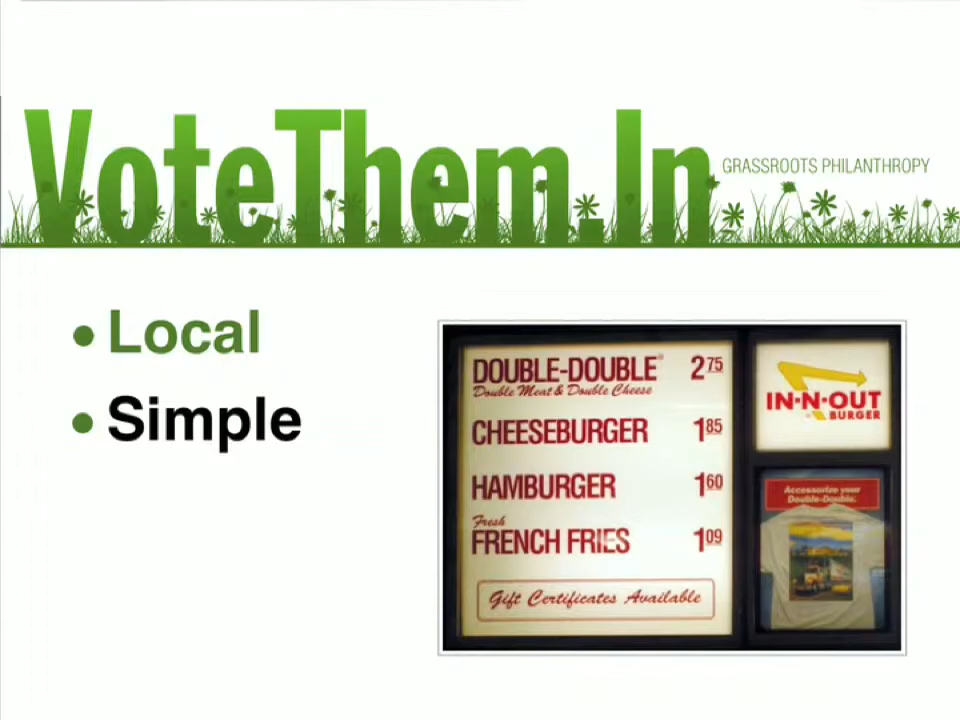 VoteThem.In
GRASSROOTS PHILANTHROPY
• Local
• Simple
DOUBLE-DOUBLE® 2 75
Double Meat & Double Cheese
CHEESEBURGER 1 85
HAMBURGER 1 60
Fresh
FRENCH FRIES 1 09
Gift Certificates Available
IN-N-OUT
BURGER
Accessorize your
Double-Double.